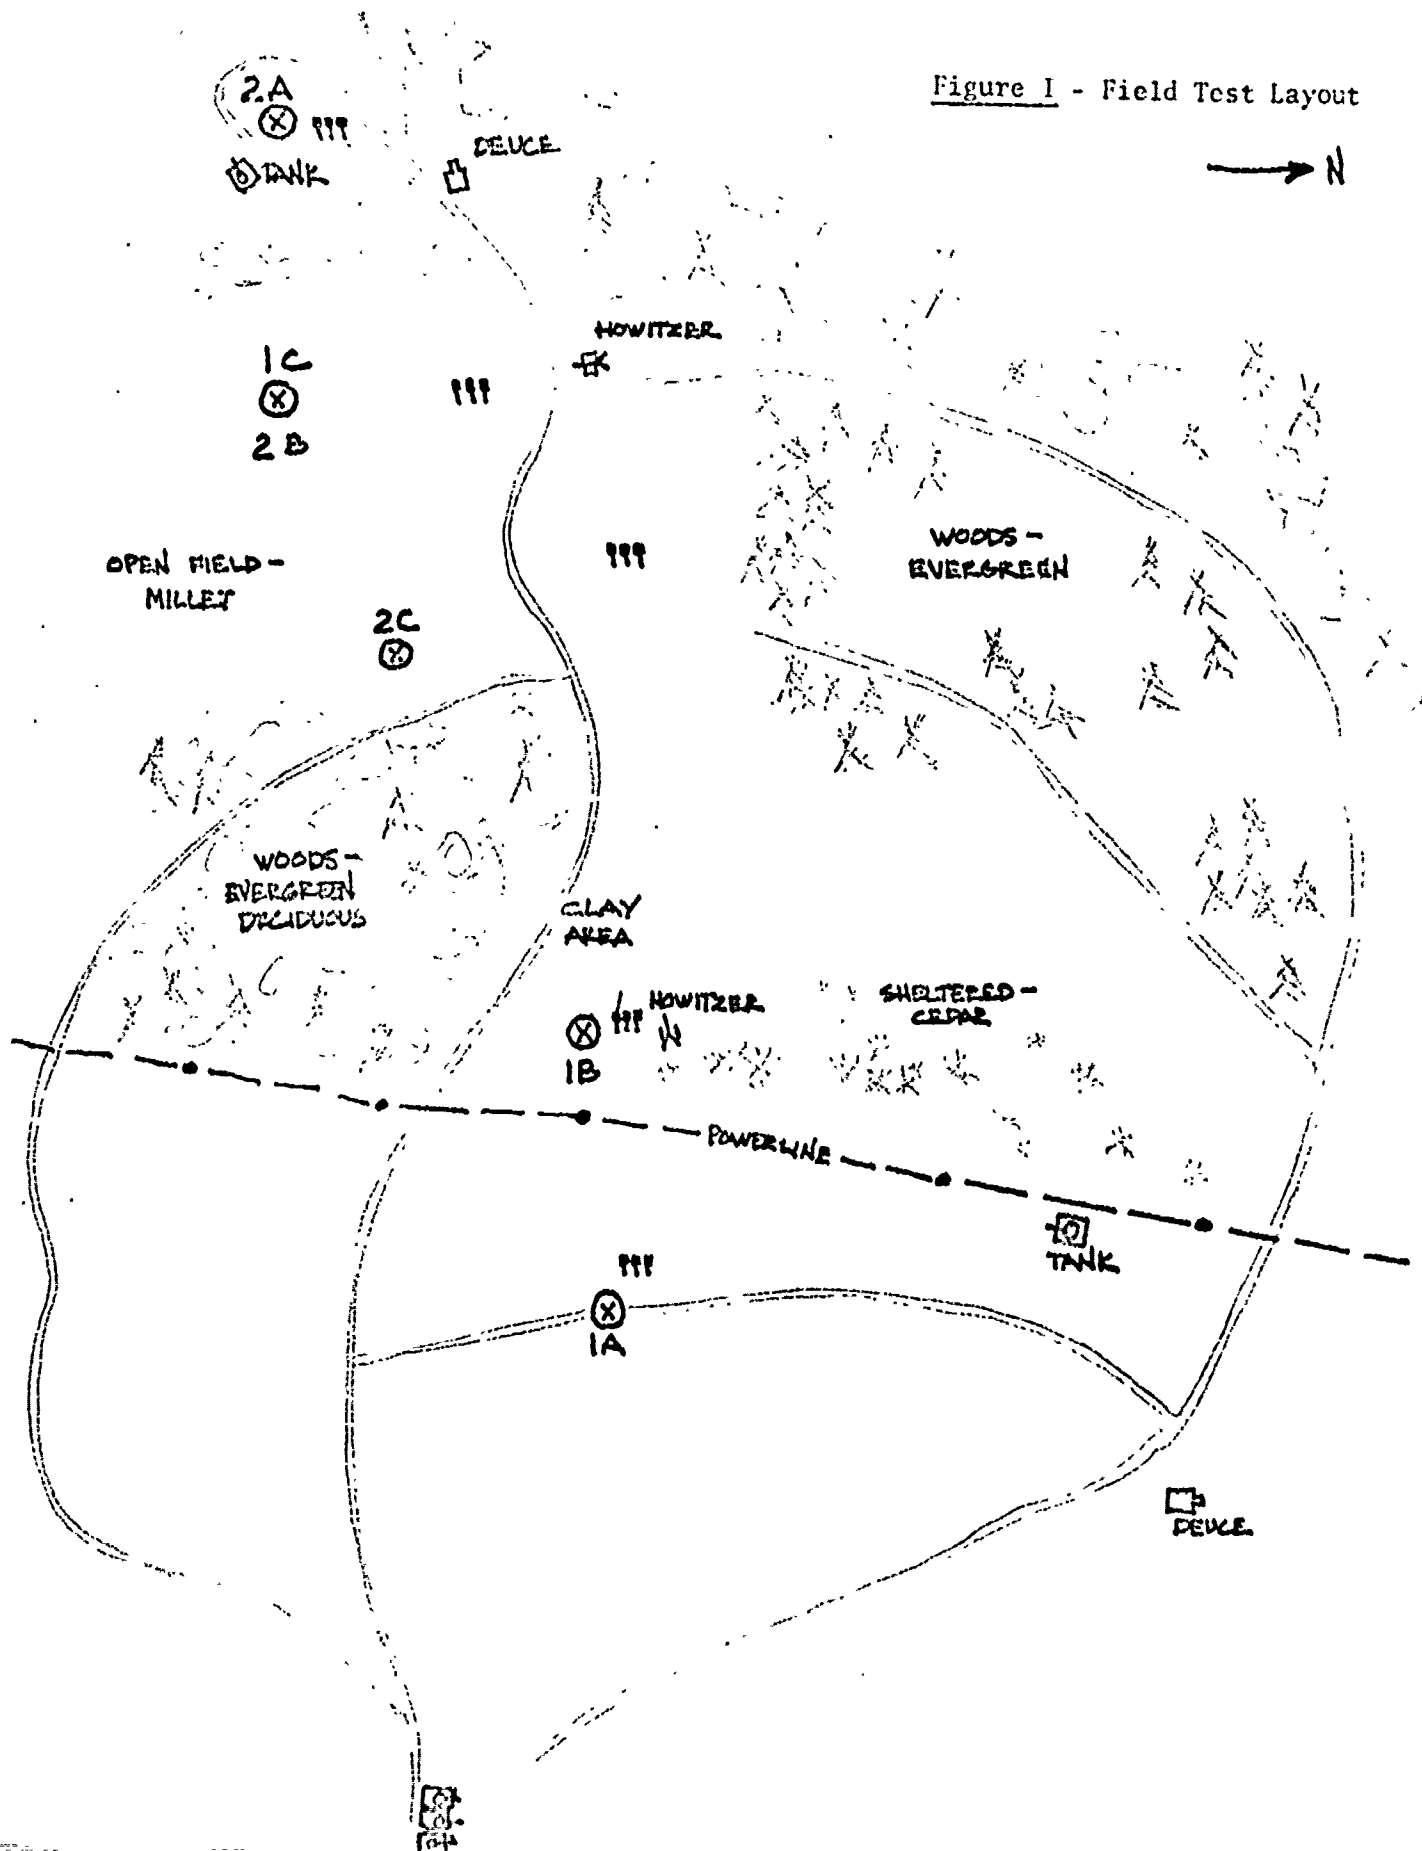 Figure I - Field Test Layout
N
2A
TANK
DEUCE
HOWITZER
1C
2B
OPEN FIELD-
MILLET
WOODS-
EVERGREEN
2C
WOODS-
EVERGREEN
DECIDUOUS
CLAY
AREA
HOWITZER
1B
SHELTERED-
CEDAR
POWERLINE
TANK
1A
DEUCE